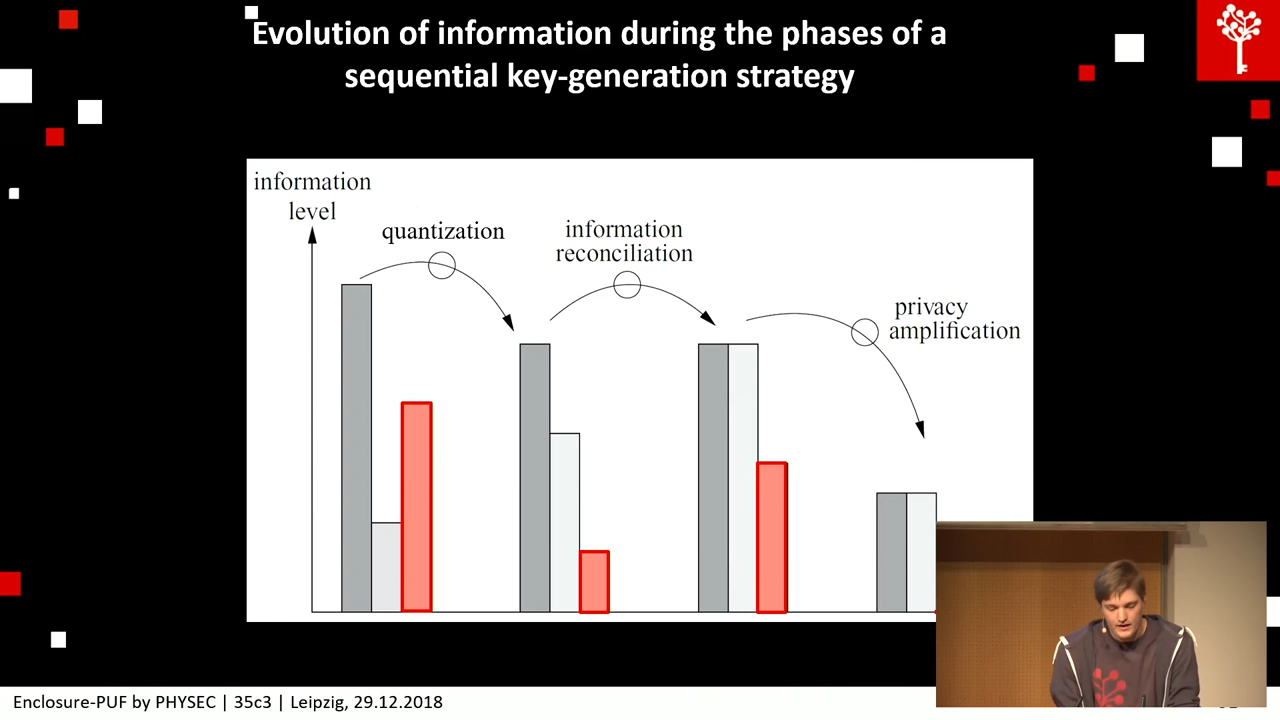 Evolution of information during the phases of a
sequential key-generation strategy
information
level
quantization
information
reconciliation
privacy
amplification
Enclosure-PUF by PHYSEC | 35c3 | Leipzig, 29.12.2018